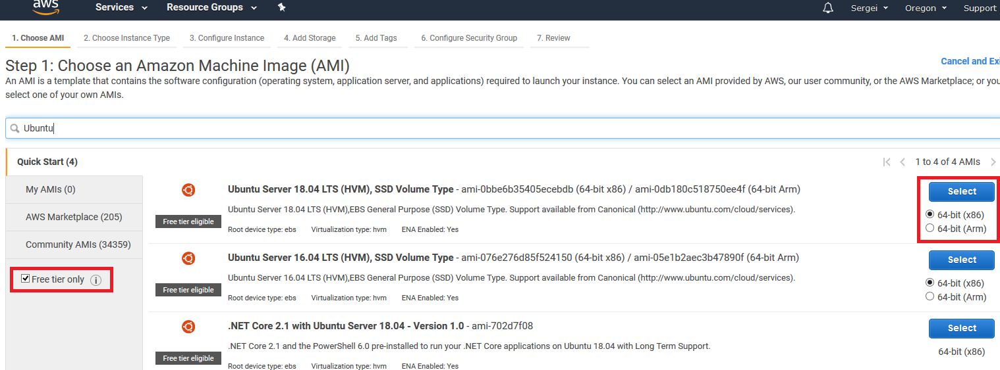 aws Services Resource Groups Sergei Oregon Support
1. Choose AMI 2. Choose Instance Type 3. Configure Instance 4. Add Storage 5. Add Tags 6. Configure Security Group 7. Review
Step 1: Choose an Amazon Machine Image (AMI)
Cancel and Exi
An AMI is a template that contains the software configuration (operating system, application server, and applications) required to launch your instance. You can select an AMI provided by AWS, our user community, or the AWS Marketplace; or you
select one of your own AMIs.
Ubuntu
Quick Start (4)
1 to 4 of 4 AMIs
My AMIs (0)
AWS Marketplace (205)
Community AMIs (34359)
Free tier only
Ubuntu Server 18.04 LTS (HVM), SSD Volume Type - ami-0bbe6b35405ecebdb (64-bit x86) / ami-0db180c518750ee4f (64-bit Arm)
Free tier eligible
Ubuntu Server 18.04 LTS (HVM),EBS General Purpose (SSD) Volume Type. Support available from Canonical (http://www.ubuntu.com/cloud/services).
Root device type: ebs Virtualization type: hvm ENA Enabled: Yes
Select
64-bit (x86)
64-bit (Arm)
Ubuntu Server 16.04 LTS (HVM), SSD Volume Type - ami-076e276d85f524150 (64-bit x86) / ami-05e1b2aec3b47890f (64-bit Arm)
Free tier eligible
Ubuntu Server 16.04 LTS (HVM),EBS General Purpose (SSD) Volume Type. Support available from Canonical (http://www.ubuntu.com/cloud/services).
Root device type: ebs Virtualization type: hvm ENA Enabled: Yes
Select
64-bit (x86)
64-bit (Arm)
.NET Core 2.1 with Ubuntu Server 18.04 - Version 1.0 - ami-702d7f08
Free tier eligible
.NET Core 2.1 and the PowerShell 6.0 pre-installed to run your .NET Core applications on Ubuntu 18.04 with Long Term Support.
Root device type: ebs Virtualization type: hvm ENA Enabled: Yes
Select
64-bit (x86)